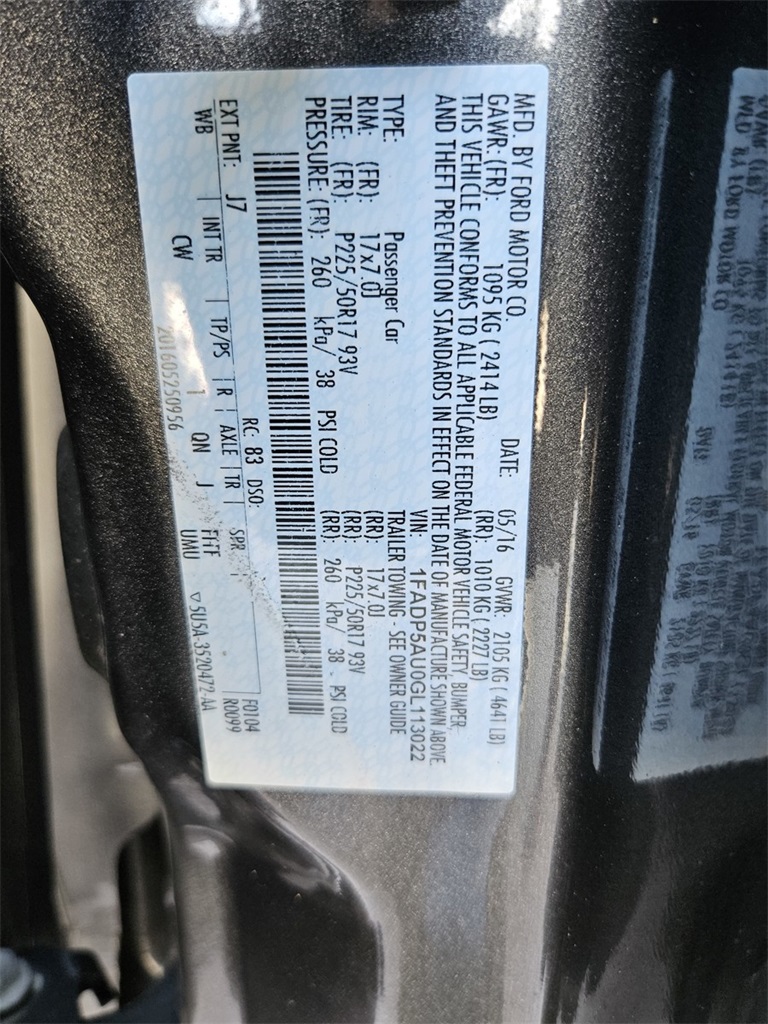 MFD. BY FORD MOTOR CO.
DATE: 05/16 GVWR: 2105 KG ( 4641 LB)
GAWR: (FR): 1095 KG ( 2414 LB) (RR): 1010 KG ( 2227 LB)
THIS VEHICLE CONFORMS TO ALL APPLICABLE FEDERAL MOTOR VEHICLE SAFETY, BUMPER
AND THEFT PREVENTION STANDARDS IN EFFECT ON THE DATE OF MANUFACTURE SHOWN ABOVE.
VIN: 1FADP5AU0GL113022
TYPE: Passenger Car TRAILER TOWING - SEE OWNER GUIDE
RIM: (FR): 17x7.0J (RR) 17x7.0J
TIRE: (FR): P225/50R17 93V (RR): P225/50R17 93V
PRESSURE: (FR): 260 kPa/ 38 PSI COLD (RR): 260 kPa/ 38 PSI COLD
RC: 83 DSO: F0104
EXT PNT: J7 R1099
WB | INT TR | TP/PS | R | AXLE | TR | SPR |
CW 1 QN J UMU
201605250956 ▽5U5A-3520472-AA